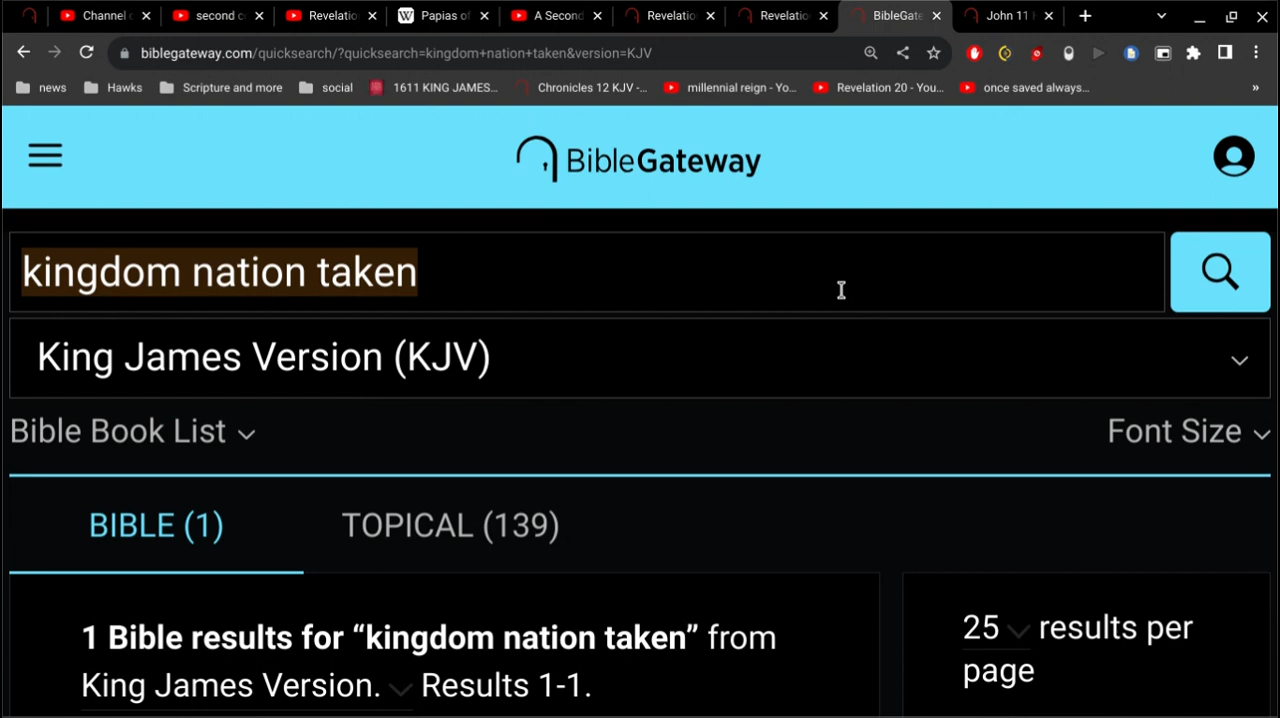 Channel
second c
Revelatio
Papias of
A Second
Revelatio
Revelatio
BibleGate
John 11
biblegateway.com/quicksearch/?quicksearch=kingdom+nation+taken&version=KJV
news
Hawks
Scripture and more
social
1611 KING JAMES...
Chronicles 12 KJV -...
millennial reign - Yo...
Revelation 20 - You...
once saved always...
»
BibleGateway
kingdom nation taken
King James Version (KJV)
Bible Book List
Font Size
BIBLE (1)
TOPICAL (139)
1 Bible results for “kingdom nation taken” from
King James Version. Results 1-1.
25 results per
page